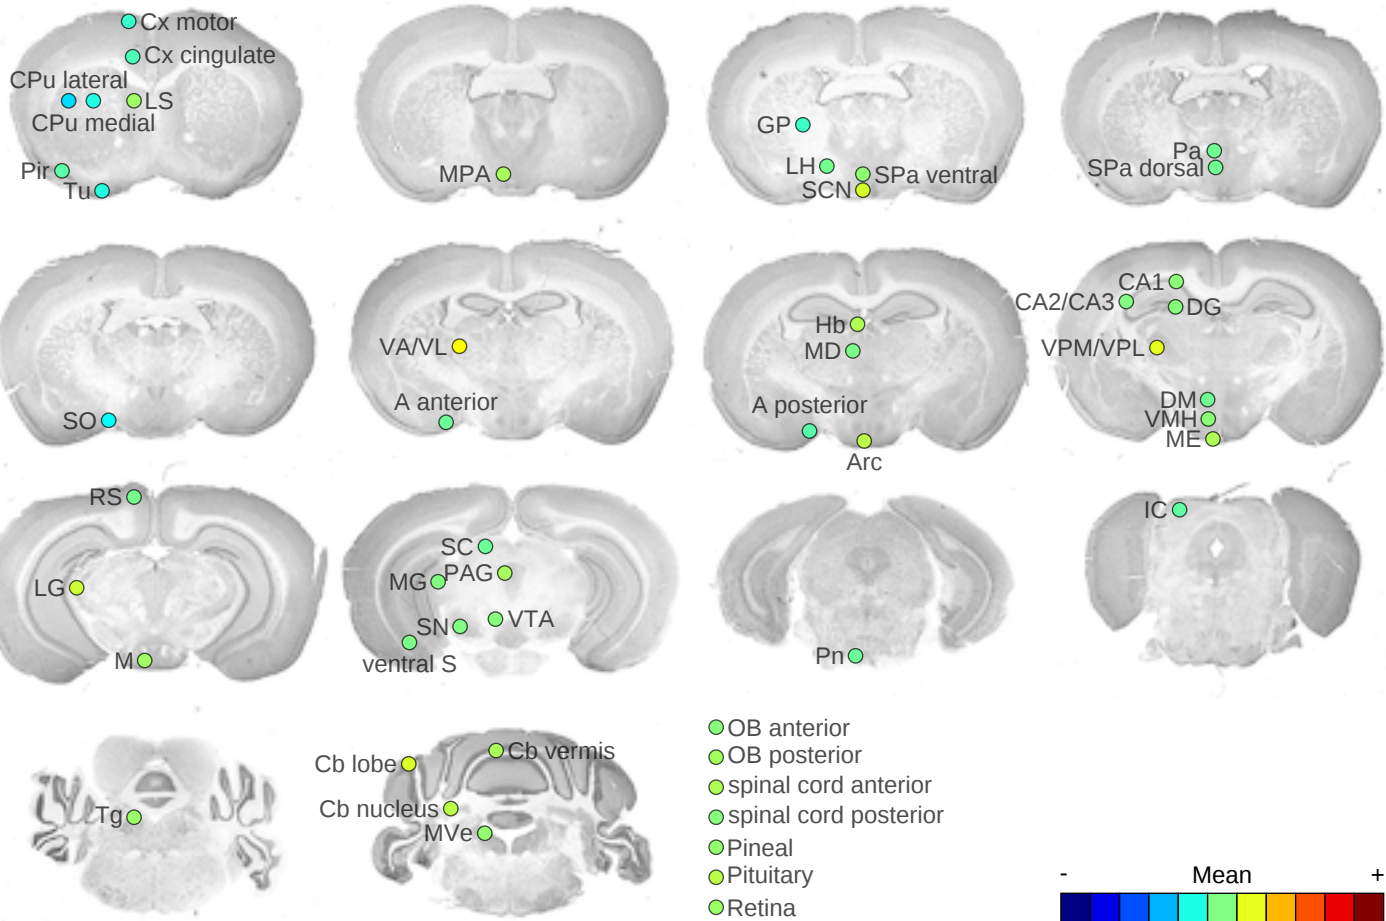 Cx motor
Cx cingulate
CPu lateral
LS
CPu medial
Pir
Tu
MPA
GP
LH
SPa ventral
SCN
Pa
SPa dorsal
SO
VA/VL
A anterior
Hb
MD
A posterior
Arc
CA1
CA2/CA3
DG
VPM/VPL
DM
VMH
ME
RS
LG
M
SC
MG
PAG
SN
VTA
ventral S
Pn
IC
Tg
Cb lobe
Cb vermis
Cb nucleus
MVe
OB anterior
OB posterior
spinal cord anterior
spinal cord posterior
Pineal
Pituitary
Retina
- Mean +